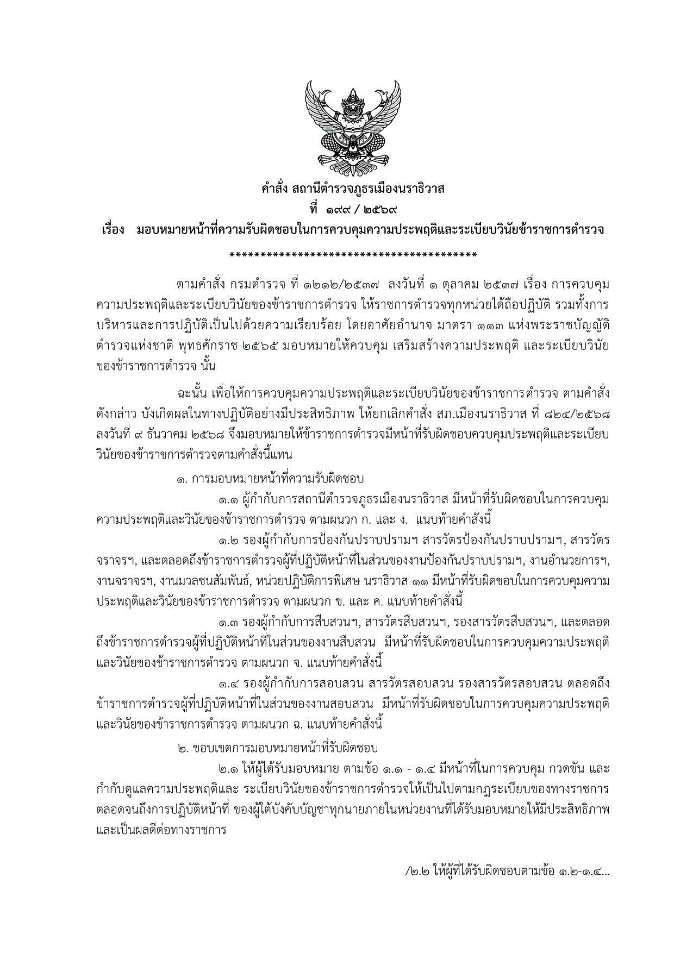 คำสั่ง สถานีตำรวจภูธรเมืองนราธิวาส
ที่ ๑๙๙ / ๒๕๖๙
เรื่อง มอบหมายหน้าที่ความรับผิดชอบในการควบคุมความประพฤติและระเบียบวินัยข้าราชการตำรวจ
****************************************
ตามคำสั่ง กรมตำรวจ ที่ ๑๒๑๒/๒๕๓๗ ลงวันที่ ๑ ตุลาคม ๒๕๓๗ เรื่อง การควบคุม
ความประพฤติและระเบียบวินัยของข้าราชการตำรวจ ให้ราชการตำรวจทุกหน่วยได้ถือปฏิบัติ รวมทั้งการ
บริหารและการปฏิบัติเป็นไปด้วยความเรียบร้อย โดยอาศัยอำนาจ มาตรา ๑๑๓ แห่งพระราชบัญญัติ
ตำรวจแห่งชาติ พุทธศักราช ๒๕๖๕ มอบหมายให้ควบคุม เสริมสร้างความประพฤติ และระเบียบวินัย
ของข้าราชการตำรวจ นั้น
ฉะนั้น เพื่อให้การควบคุมความประพฤติและระเบียบวินัยของข้าราชการตำรวจ ตามคำสั่ง
ดังกล่าว บังเกิดผลในทางปฏิบัติอย่างมีประสิทธิภาพ ให้ยกเลิกคำสั่ง สภ.เมืองนราธิวาส ที่ ๘๒๔/๒๕๖๘
ลงวันที่ ๙ ธันวาคม ๒๕๖๘ จึงมอบหมายให้ข้าราชการตำรวจมีหน้าที่รับผิดชอบควบคุมประพฤติและระเบียบ
วินัยของข้าราชการตำรวจตามคำสั่งนี้แทน
๑. การมอบหมายหน้าที่ความรับผิดชอบ
๑.๑ ผู้กำกับการสถานีตำรวจภูธรเมืองนราธิวาส มีหน้าที่รับผิดชอบในการควบคุม
ความประพฤติและวินัยของข้าราชการตำรวจ ตามผนวก ก. และ ง. แนบท้ายคำสั่งนี้
๑.๒ รองผู้กำกับการป้องกันปราบปรามฯ สารวัตรป้องกันปราบปรามฯ, สารวัตร
จราจรฯ, และตลอดถึงข้าราชการตำรวจผู้ที่ปฏิบัติหน้าที่ในส่วนของงานป้องกันปราบปรามฯ, งานอำนวยการฯ,
งานจราจรฯ, งานมวลชนสัมพันธ์, หน่วยปฏิบัติการพิเศษ นราธิวาส ๑๑ มีหน้าที่รับผิดชอบในการควบคุมความ
ประพฤติและวินัยของข้าราชการตำรวจ ตามผนวก ข. และ ค. แนบท้ายคำสั่งนี้
๑.๓ รองผู้กำกับการสืบสวนฯ, สารวัตรสืบสวนฯ, รองสารวัตรสืบสวนฯ, และตลอด
ถึงข้าราชการตำรวจผู้ที่ปฏิบัติหน้าที่ในส่วนของงานสืบสวน มีหน้าที่รับผิดชอบในการควบคุมความประพฤติ
และวินัยของข้าราชการตำรวจ ตามผนวก จ. แนบท้ายคำสั่งนี้
๑.๔ รองผู้กำกับการสอบสวน สารวัตรสอบสวน รองสารวัตรสอบสวน ตลอดถึง
ข้าราชการตำรวจผู้ที่ปฏิบัติหน้าที่ในส่วนของงานสอบสวน มีหน้าที่รับผิดชอบในการควบคุมความประพฤติ
และวินัยของข้าราชการตำรวจ ตามผนวก ฉ. แนบท้ายคำสั่งนี้
๒. ขอบเขตการมอบหมายหน้าที่รับผิดชอบ
๒.๑ ให้ผู้ได้รับมอบหมาย ตามข้อ ๑.๑ - ๑.๔ มีหน้าที่ในการควบคุม กวดขัน และ
กำกับดูแลความประพฤติและ ระเบียบวินัยของข้าราชการตำรวจให้เป็นไปตามกฎระเบียบของทางราชการ
ตลอดจนถึงการปฏิบัติหน้าที่ ของผู้ใต้บังคับบัญชาทุกนายภายในหน่วยงานที่ได้รับมอบหมายให้มีประสิทธิภาพ
และเป็นผลดีต่อทางราชการ
/๒.๒ ให้ผู้ที่ได้รับผิดชอบตามข้อ ๑.๒-๑.๔...